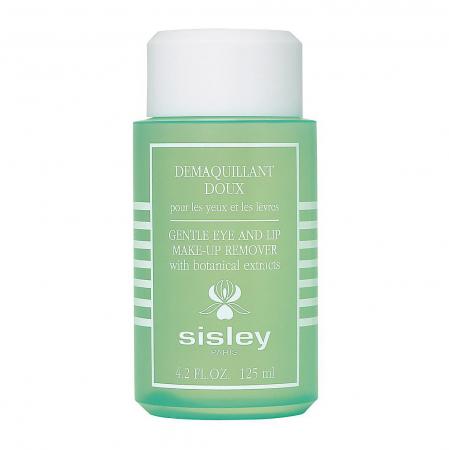 DEMAQUILLANT
DOUX
pour les yeux et les lèvres
GENTLE EYE AND LIP
MAKE-UP REMOVER
with botanical extracts
sisley
PARIS
4.2 FL.OZ. 125 ml